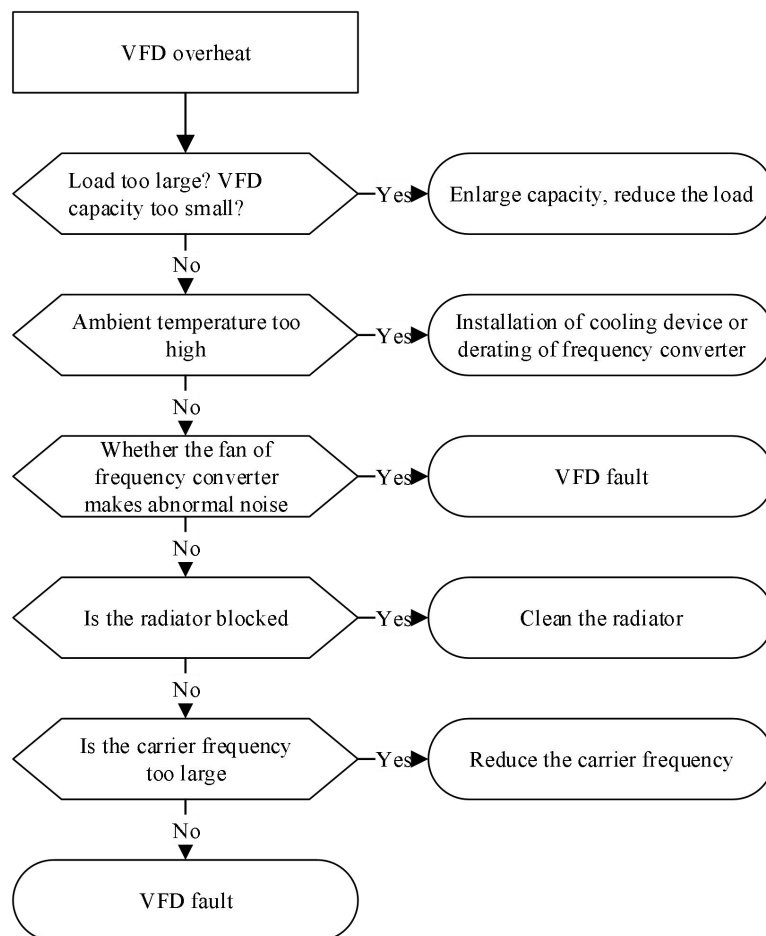 VFD overheat
Load too large? VFD
capacity too small?
Yes
Enlarge capacity, reduce the load
No
Ambient temperature too
high
Yes
Installation of cooling device or
derating of frequency converter
No
Whether the fan of
frequency converter
makes abnormal noise
Yes
VFD fault
No
Is the radiator blocked
Yes
Clean the radiator
No
Is the carrier frequency
too large
Yes
Reduce the carrier frequency
No
VFD fault